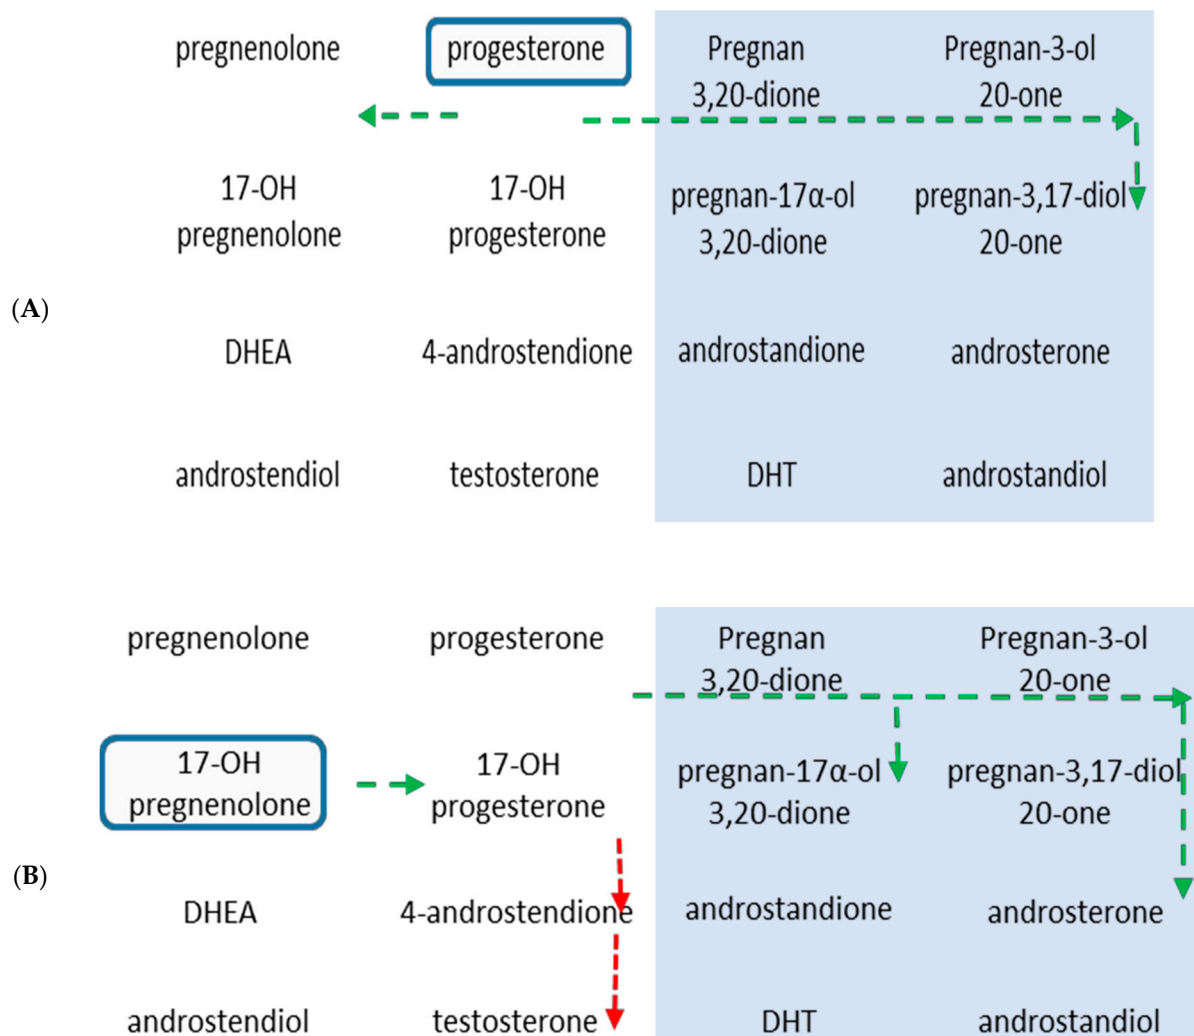 (A)
pregnenolone
progesterone
Pregnan
3,20-dione
Pregnan-3-ol
20-one
17-OH
pregnenolone
17-OH
progesterone
pregnan-17α-ol
3,20-dione
pregnan-3,17-diol
20-one
DHEA
4-androstendione
androstandione
androsterone
androstendiol
testosterone
DHT
androstandiol
(B)
pregnenolone
progesterone
Pregnan
3,20-dione
Pregnan-3-ol
20-one
17-OH
pregnenolone
17-OH
progesterone
pregnan-17α-ol
3,20-dione
pregnan-3,17-diol
20-one
DHEA
4-androstendione
androstandione
androsterone
androstendiol
testosterone
DHT
androstandiol